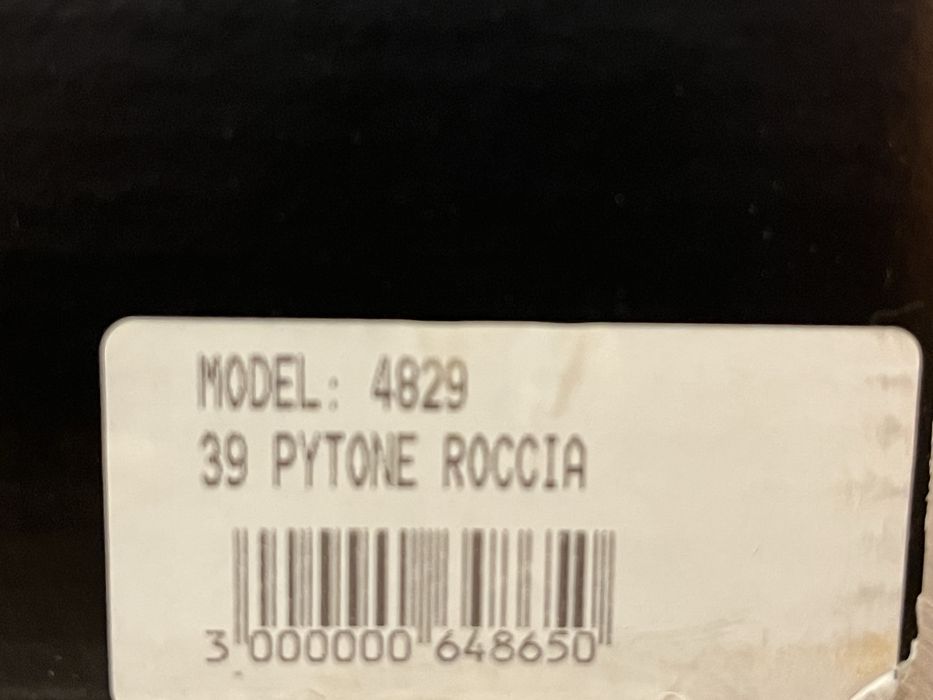 MODEL: 4829
39 PYTONE ROCCIA
3 000000 648650